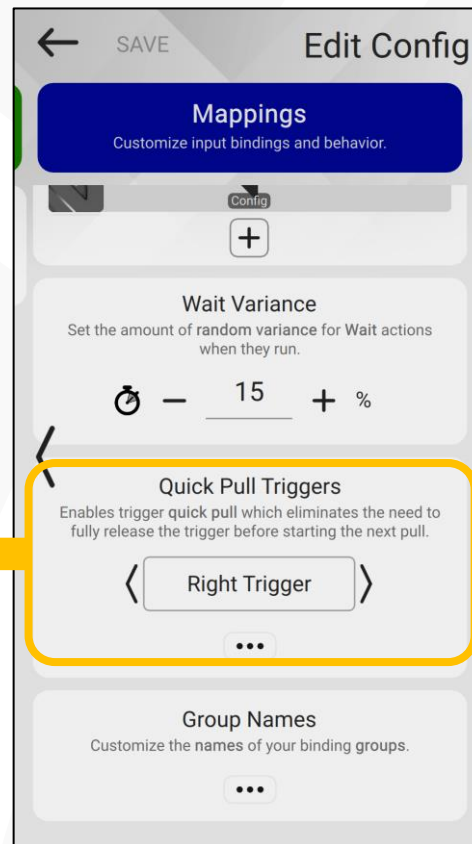 SAVE
Edit Config
Mappings
Customize input bindings and behavior.
Config
Wait Variance
Set the amount of random variance for Wait actions
when they run.
15
%
Quick Pull Triggers
Enables trigger quick pull which eliminates the need to
fully release the trigger before starting the next pull.
Right Trigger
Group Names
Customize the names of your binding groups.